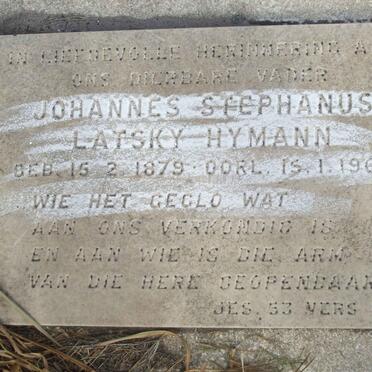 IN LIEFDEVOLLE HERINNERING A
ONS DIERBARE VADER
JOHANNES STEPHANUS
LATSKY HYMANN
GEB. 15.2.1879 - OORL. 15.1.196
WIE HET GEGLO WAT
AAN ONS VERKONDIG IS
EN AAN WIE IS DIE ARM
VAN DIE HERE GEOPENBAAR
JES. 53 VERS